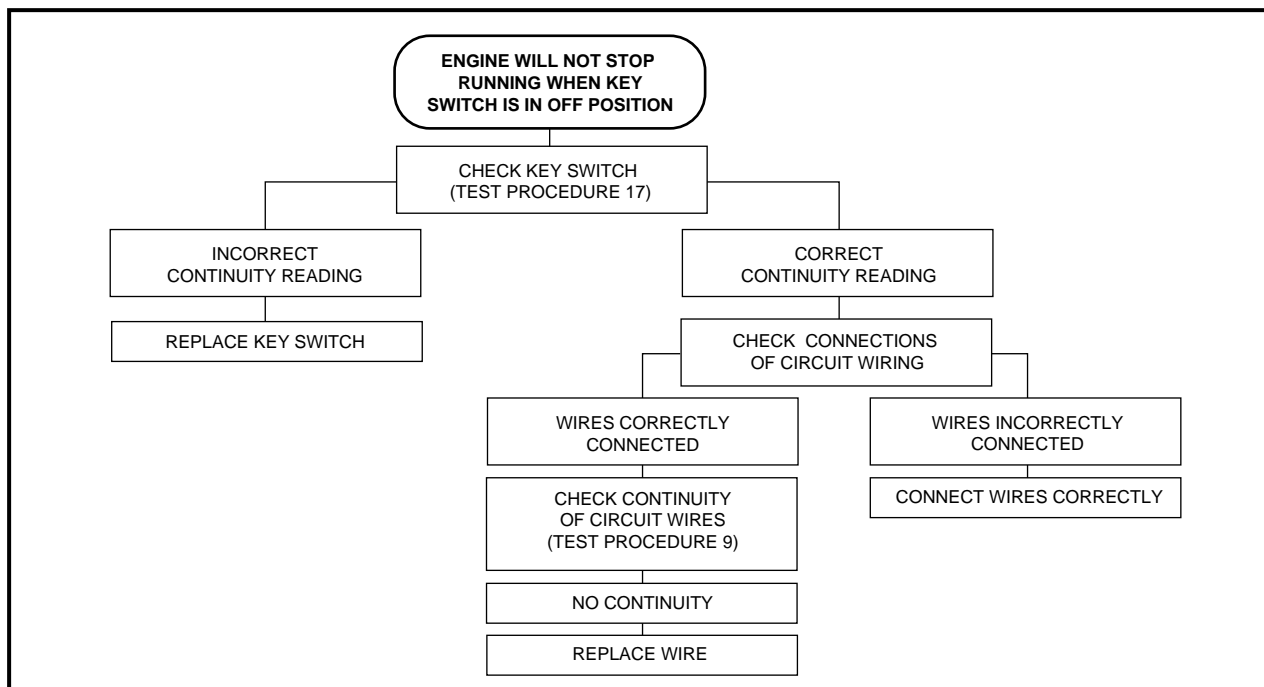 ENGINE WILL NOT STOP
RUNNING WHEN KEY
SWITCH IS IN OFF POSITION
CHECK KEY SWITCH
(TEST PROCEDURE 17)
INCORRECT
CONTINUITY READING
CORRECT
CONTINUITY READING
REPLACE KEY SWITCH
CHECK CONNECTIONS
OF CIRCUIT WIRING
WIRES CORRECTLY
CONNECTED
WIRES INCORRECTLY
CONNECTED
CHECK CONTINUITY
OF CIRCUIT WIRES
(TEST PROCEDURE 9)
CONNECT WIRES CORRECTLY
NO CONTINUITY
REPLACE WIRE